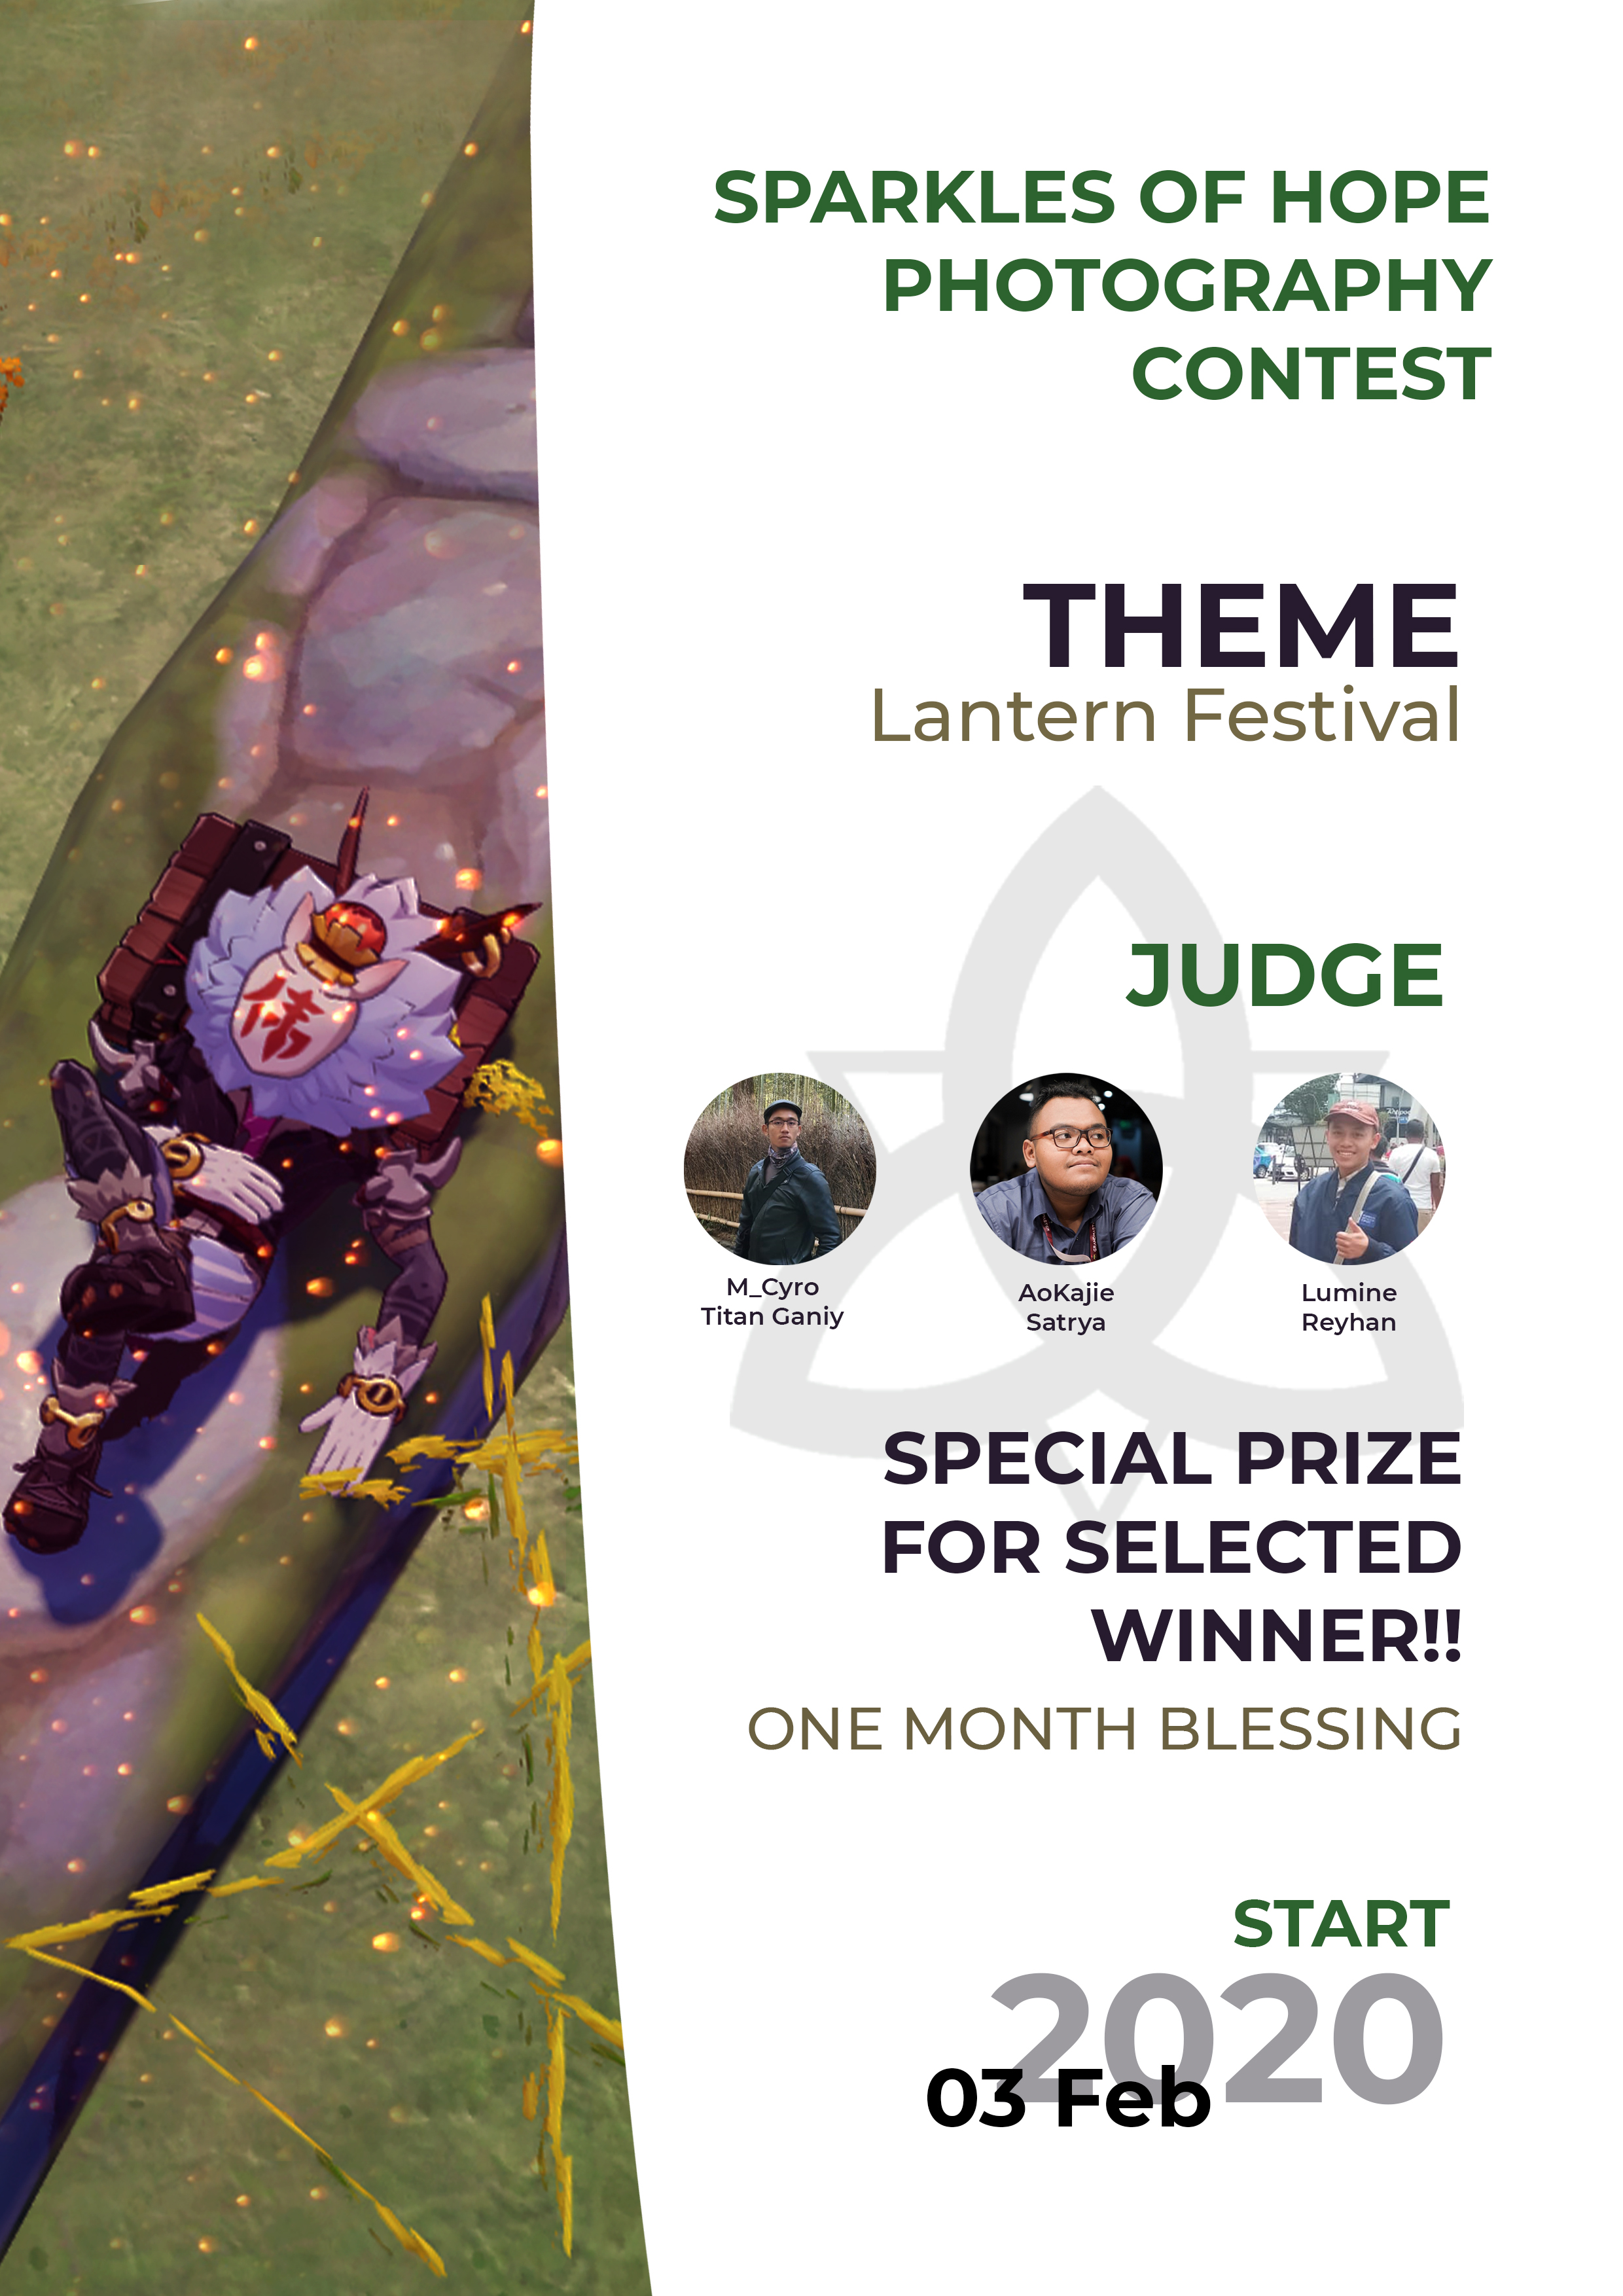 SPARKLES OF HOPE
PHOTOGRAPHY
CONTEST
THEME
Lantern Festival
JUDGE
M_Cyro
Titan Ganiy
AoKajie
Satrya
Lumine
Reyhan
SPECIAL PRIZE
FOR SELECTED
WINNER!!
ONE MONTH BLESSING
START
2020
03 Feb